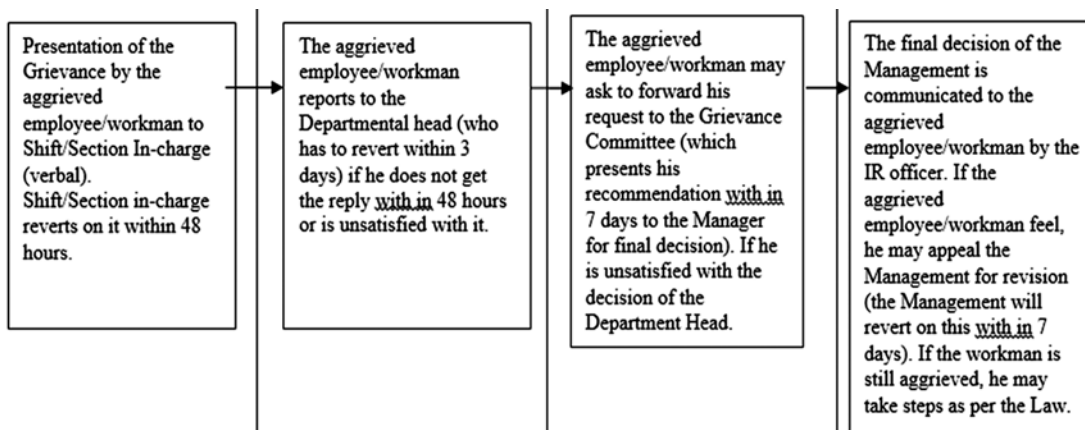 Presentation of the
Grievance by the
aggrieved
employee/workman to
Shift/Section In-charge
(verbal).
Shift/Section in-charge
reverts on it within 48
hours.
The aggrieved
employee/workman
reports to the
Departmental head (who
has to revert within 3
days) if he does not get
the reply with in 48 hours
or is unsatisfied with it.
The aggrieved
employee/workman may
ask to forward his
request to the Grievance
Committee (which
presents his
recommendation with in
7 days to the Manager
for final decision). If he
is unsatisfied with the
decision of the
Department Head.
The final decision of the
Management is
communicated to the
aggrieved
employee/workman by the
IR officer. If the
aggrieved
employee/workman feel,
he may appeal the
Management for revision
(the Management will
revert on this with in 7
days). If the workman is
still aggrieved, he may
take steps as per the Law.